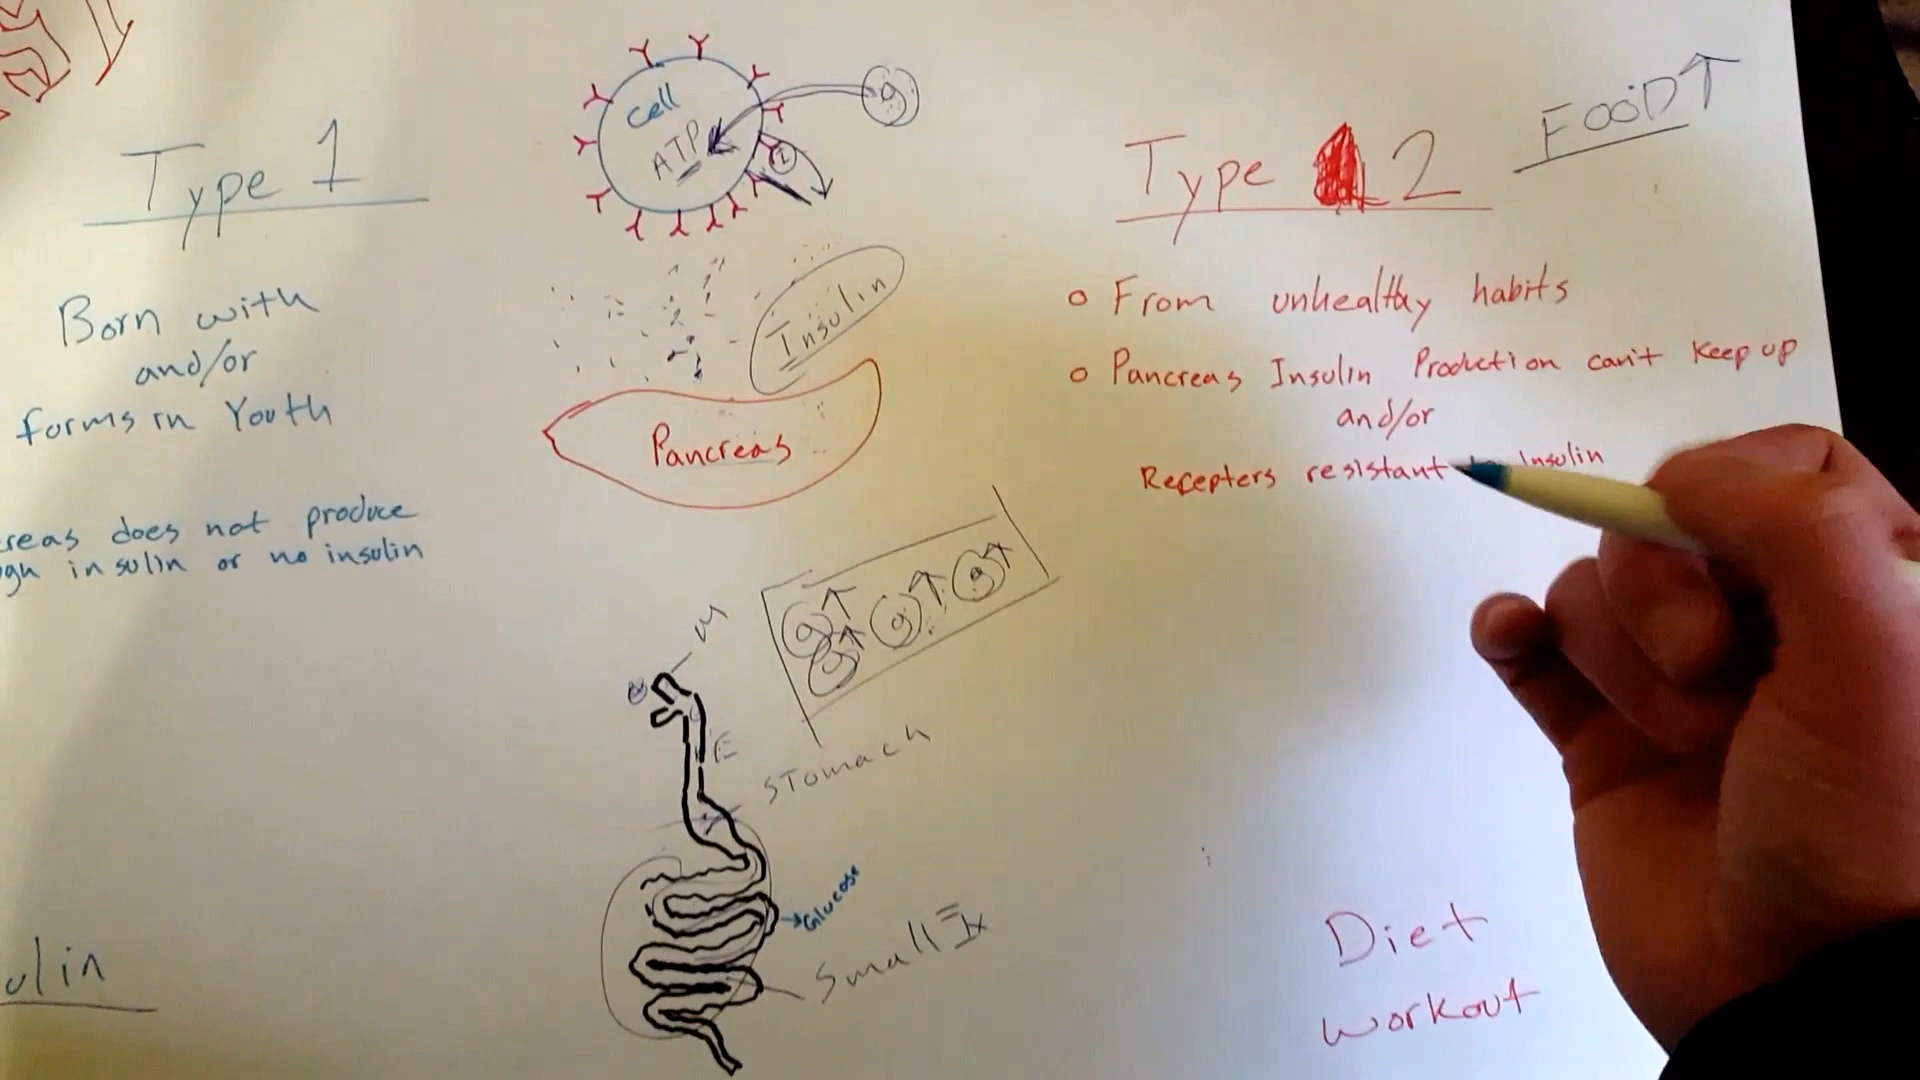 Type 1
Born with
and/or
forms in Youth
reas does not produce
ugh insulin or no insulin
ulin
cell
ATP
g
I
Insulin
Pancreas
g g g
g
M
E
Stomach
Glucose
Small Ix
FOOD
Type 2
From unhealthy habits
Pancreas Insulin Production can't keep up
and/or
Recepters resistant Insulin
Diet
workout